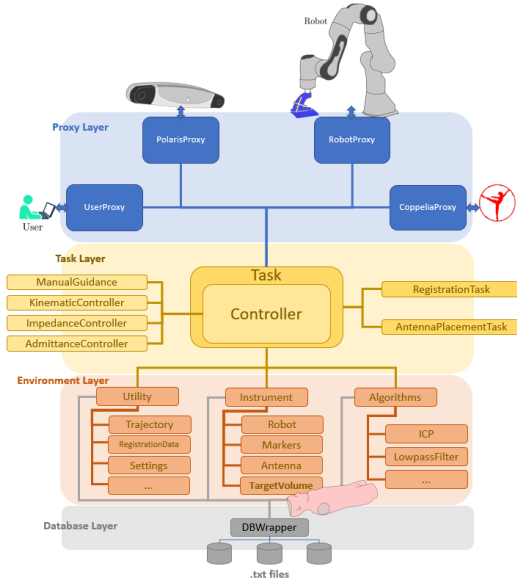 Robot
Proxy Layer
PolarisProxy
RobotProxy
UserProxy
CoppeliaProxy
User
Task Layer
Task
Controller
ManualGuidance
KinematicController
ImpedanceController
AdmittanceController
RegistrationTask
AntennaPlacementTask
Environment Layer
Utility
Instrument
Algorithms
Trajectory
RegistrationData
Settings
...
Robot
Markers
Antenna
TargetVolume
ICP
LowpassFilter
...
Database Layer
DBWrapper
.txt files